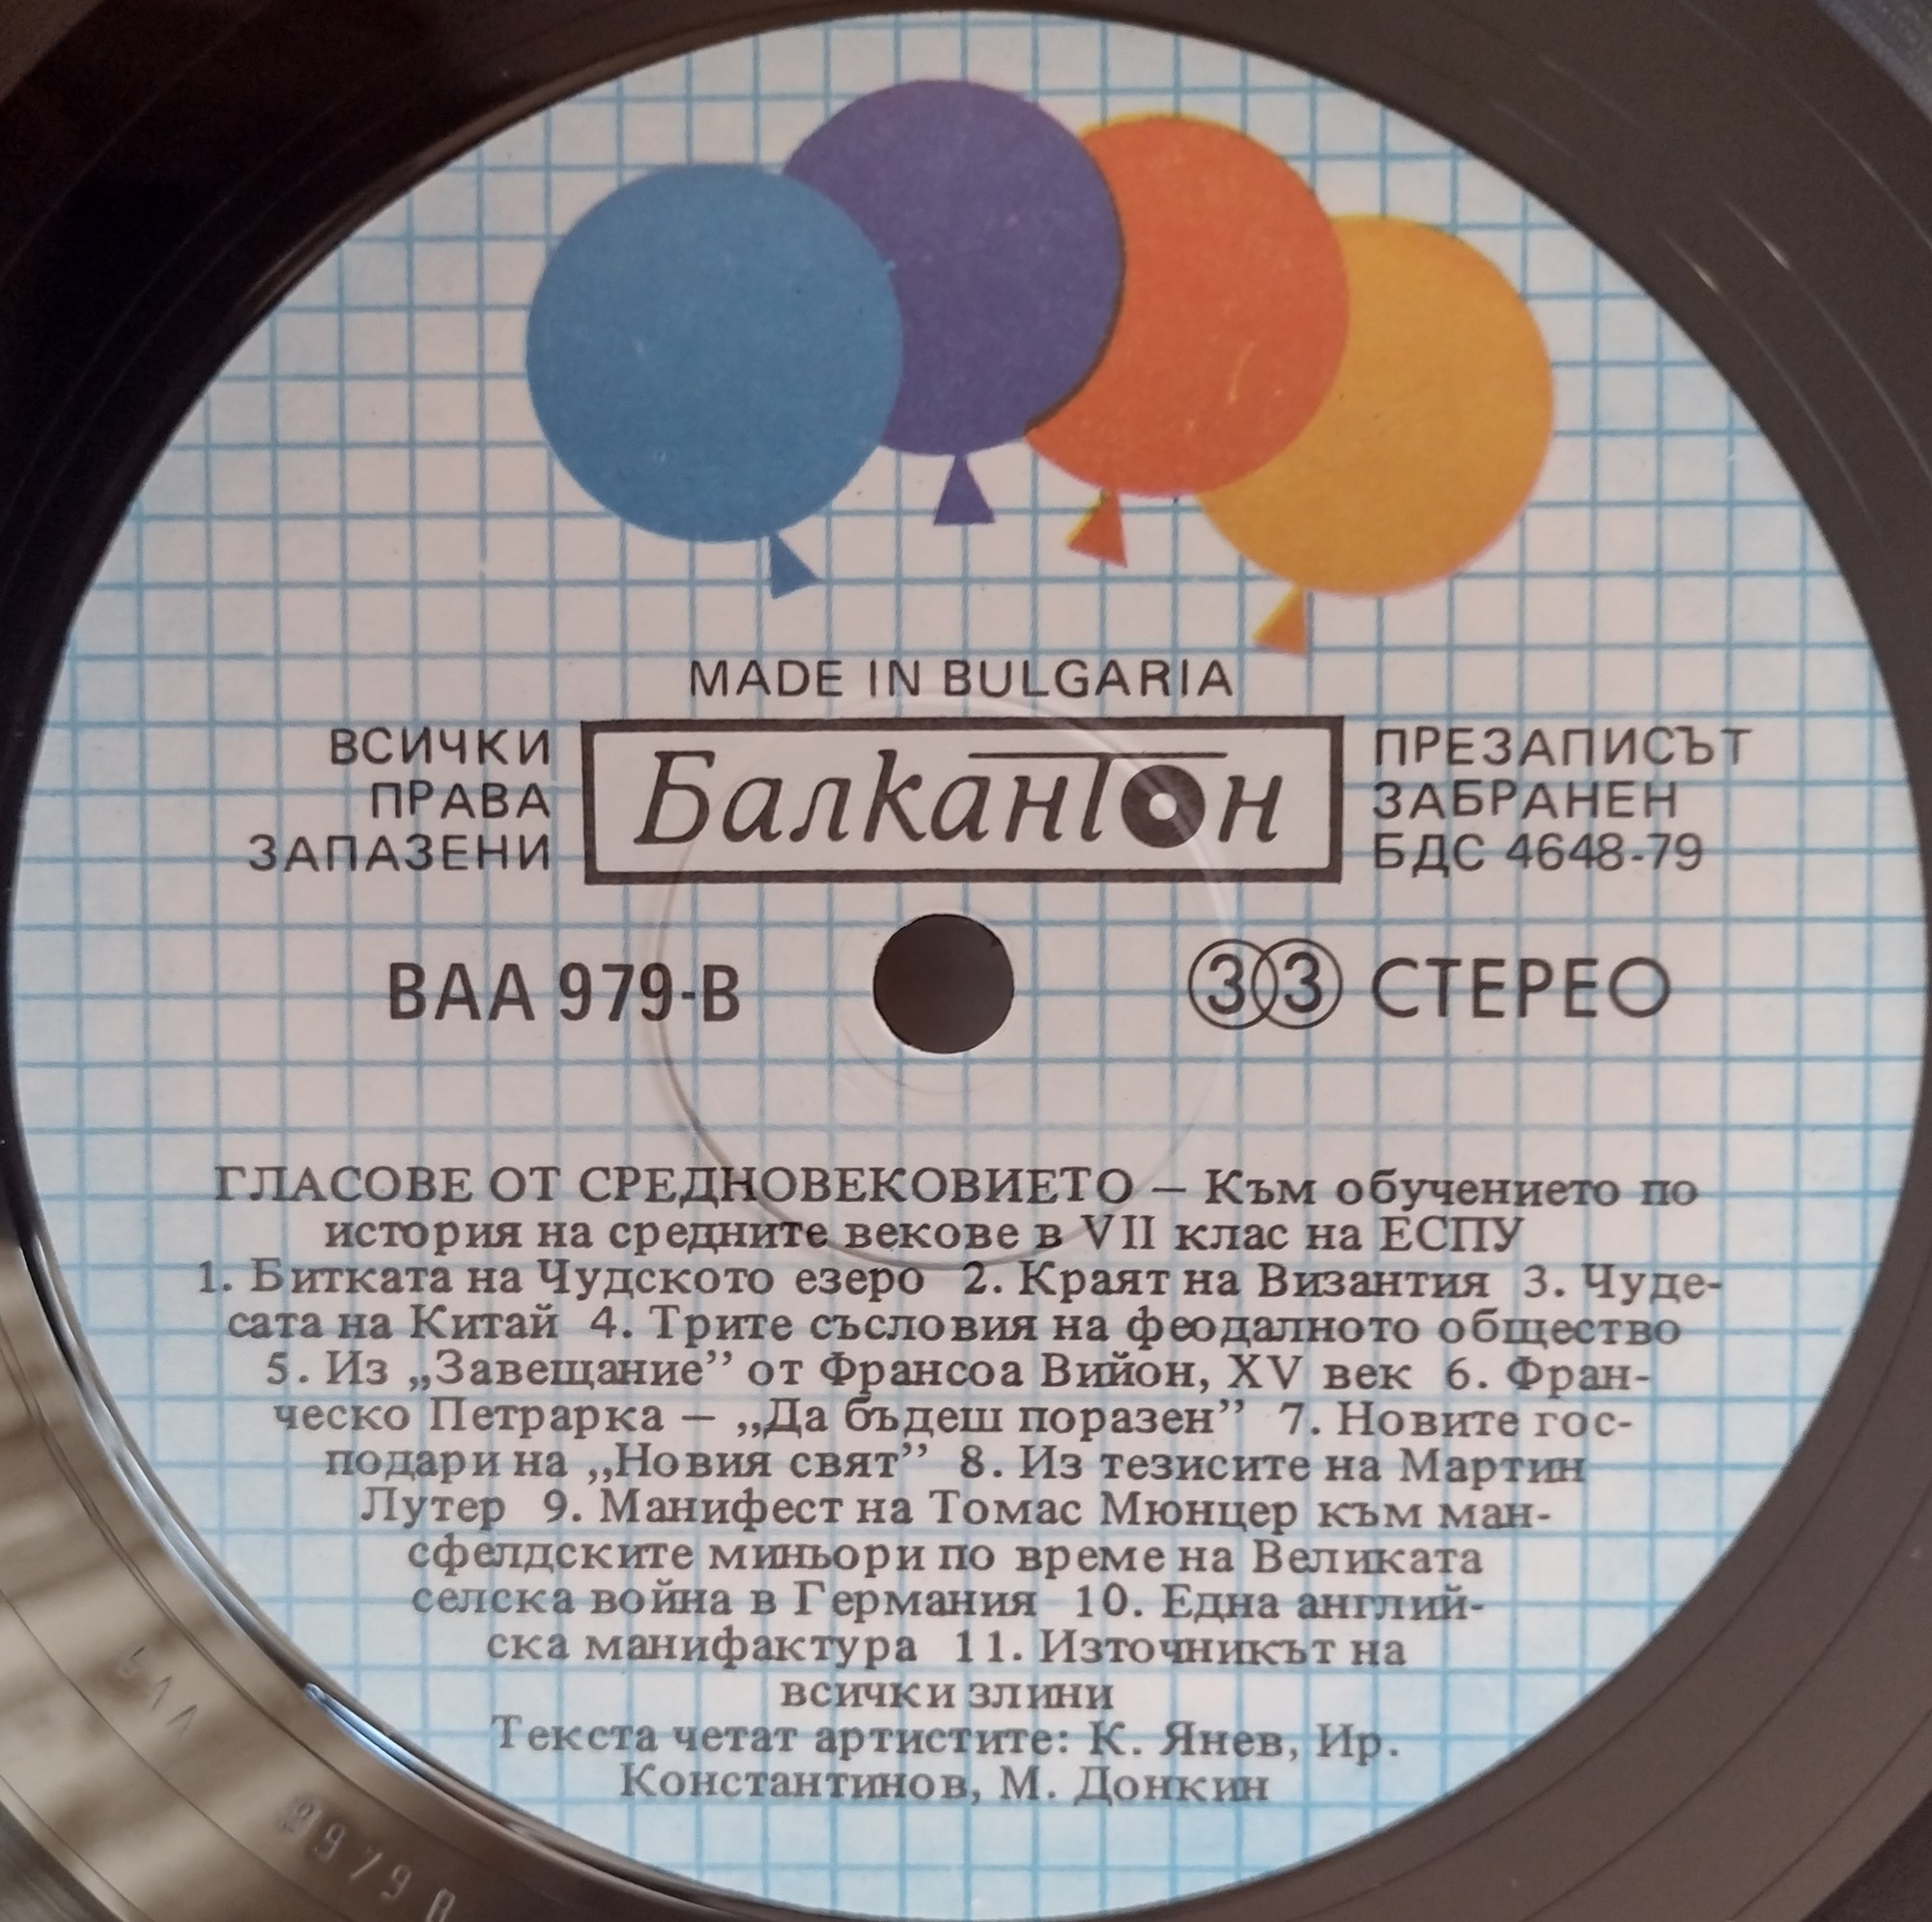 MADE IN BULGARIA
ВСИЧКИ
ПРАВА
ЗАПАЗЕНИ
Балкантон
ПРЕЗАПИСЪТ
ЗАБРАНЕН
БДС 4648-79
ВАА 979-В
33 СТЕРЕО
ГЛАСОВЕ ОТ СРЕДНОВЕКОВИЕТО – Към обучението по
история на средните векове в VII клас на ЕСПУ
1. Битката на Чудското езеро 2. Краят на Византия 3. Чуде-
сата на Китай 4. Трите съсловия на феодалното общество
5. Из „Завещание” от Франсоа Вийон, XV век 6. Фран-
ческо Петрарка – „Да бъдеш поразен” 7. Новите гос-
подари на „Новия свят” 8. Из тезисите на Мартин
Лутер 9. Манифест на Томас Мюнцер към ман-
сфелдските миньори по време на Великата
селска война в Германия 10. Една англий-
ска манифактура 11. Източникът на
всички злини
Текста четат артистите: К. Янев, Ир.
Константинов, М. Донкин